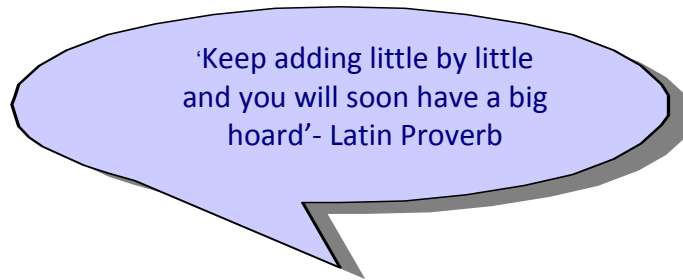 ‘Keep adding little by little
and you will soon have a big
hoard’- Latin Proverb